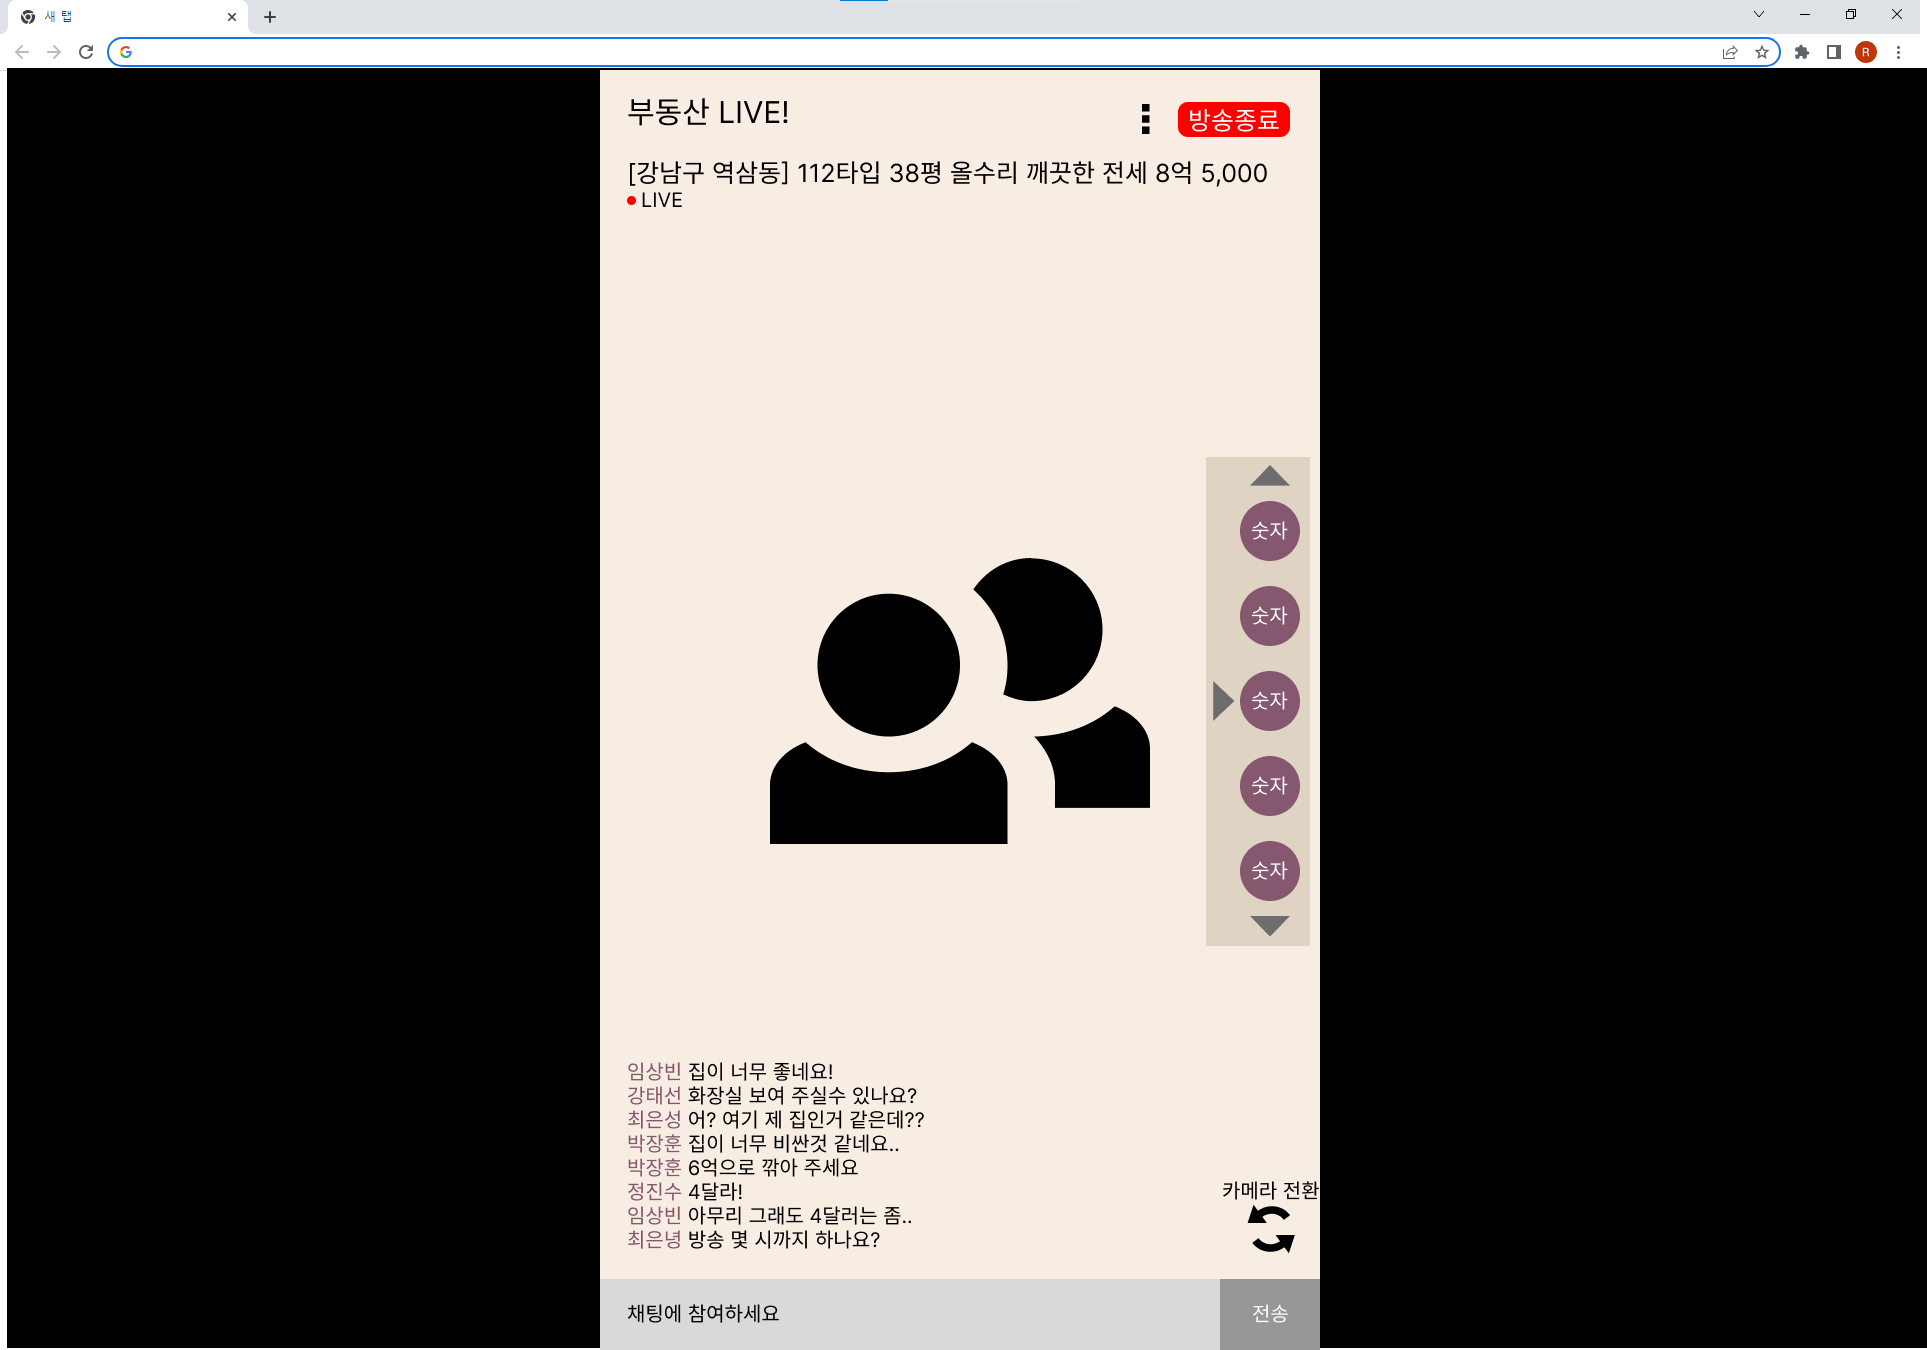 새 탭
R
부동산 LIVE!
방송종료
[강남구 역삼동] 112타입 38평 올수리 깨끗한 전세 8억 5,000
LIVE
숫자
숫자
숫자
숫자
숫자
임상빈 집이 너무 좋네요!
강태선 화장실 보여 주실수 있나요?
최은성 어? 여기 제 집인거 같은데??
박장훈 집이 너무 비싼것 같네요..
박장훈 6억으로 깎아 주세요
정진수 4달라!
임상빈 아무리 그래도 4달러는 좀..
최은녕 방송 몇 시까지 하나요?
카메라 전환
채팅에 참여하세요
전송